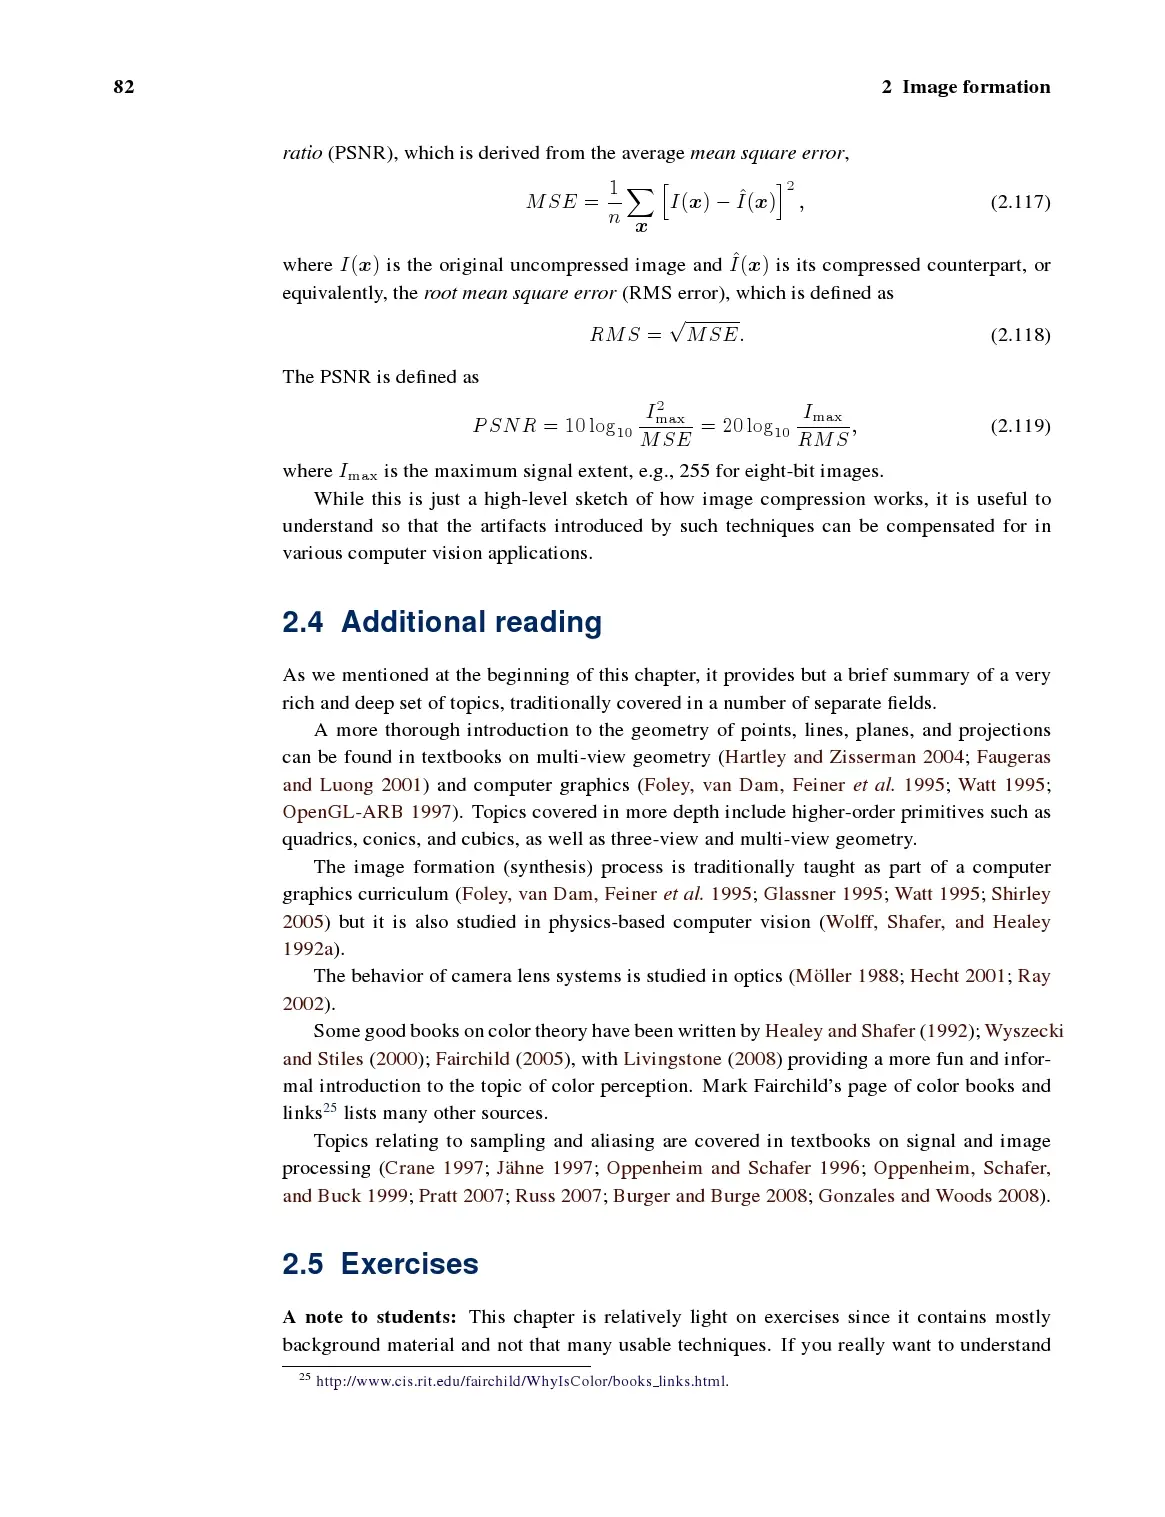 82 2 Image formation
ratio (PSNR), which is derived from the average mean square error,
MSE = \frac{1}{n} \sum_{x} [I(x) − Î(x)]^2 , (2.117)
where I(x) is the original uncompressed image and Î(x) is its compressed counterpart, or
equivalently, the root mean square error (RMS error), which is defined as
RMS = \sqrt{MSE}. (2.118)
The PSNR is defined as
PSNR = 10 log_{10} \frac{I_{max}^2}{MSE} = 20 log_{10} \frac{I_{max}}{RMS}, (2.119)
where I_{max} is the maximum signal extent, e.g., 255 for eight-bit images.
While this is just a high-level sketch of how image compression works, it is useful to
understand so that the artifacts introduced by such techniques can be compensated for in
various computer vision applications.
2.4 Additional reading
As we mentioned at the beginning of this chapter, it provides but a brief summary of a very
rich and deep set of topics, traditionally covered in a number of separate fields.
A more thorough introduction to the geometry of points, lines, planes, and projections
can be found in textbooks on multi-view geometry (Hartley and Zisserman 2004; Faugeras
and Luong 2001) and computer graphics (Foley, van Dam, Feiner et al. 1995; Watt 1995;
OpenGL-ARB 1997). Topics covered in more depth include higher-order primitives such as
quadrics, conics, and cubics, as well as three-view and multi-view geometry.
The image formation (synthesis) process is traditionally taught as part of a computer
graphics curriculum (Foley, van Dam, Feiner et al. 1995; Glassner 1995; Watt 1995; Shirley
2005) but it is also studied in physics-based computer vision (Wolff, Shafer, and Healey
1992a).
The behavior of camera lens systems is studied in optics (Möller 1988; Hecht 2001; Ray
2002).
Some good books on color theory have been written by Healey and Shafer (1992); Wyszecki
and Stiles (2000); Fairchild (2005), with Livingstone (2008) providing a more fun and infor-
mal introduction to the topic of color perception. Mark Fairchild's page of color books and
links25 lists many other sources.
Topics relating to sampling and aliasing are covered in textbooks on signal and image
processing (Crane 1997; Jähne 1997; Oppenheim and Schafer 1996; Oppenheim, Schafer,
and Buck 1999; Pratt 2007; Russ 2007; Burger and Burge 2008; Gonzales and Woods 2008).
2.5 Exercises
A note to students: This chapter is relatively light on exercises since it contains mostly
background material and not that many usable techniques. If you really want to understand
25 http://www.cis.rit.edu/fairchild/WhyIsColor/books_links.html.